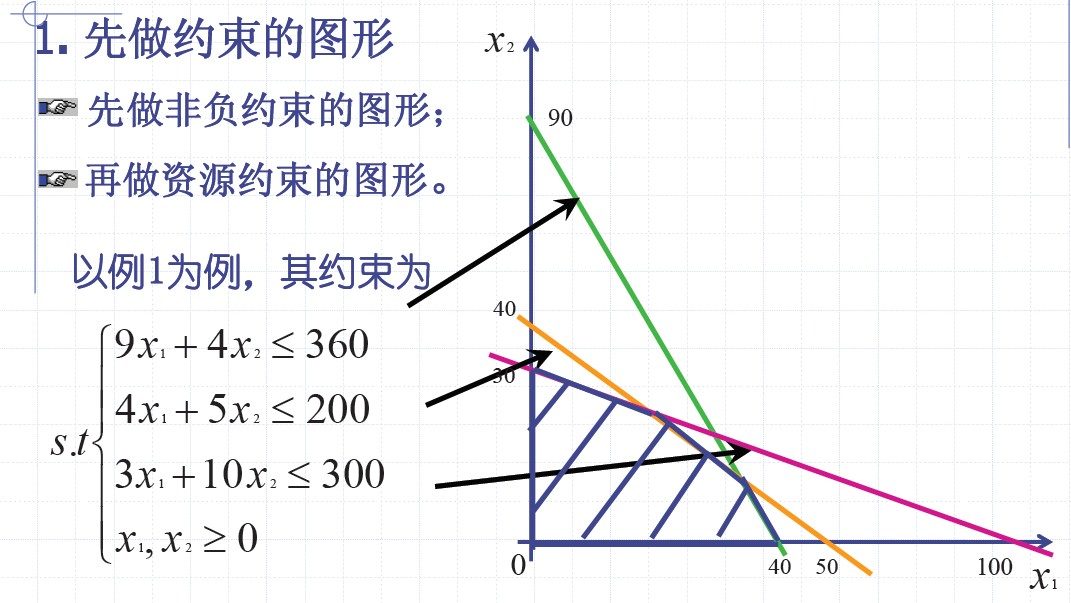 1. 先做约束的图形
先做非负约束的图形；
再做资源约束的图形。
以例1为例，其约束为
s.t
9x₁ + 4x₂ ≤ 360
4x₁ + 5x₂ ≤ 200
3x₁ + 10x₂ ≤ 300
x₁, x₂ ≥ 0
x₂
90
40
30
0
40 50 100
x₁